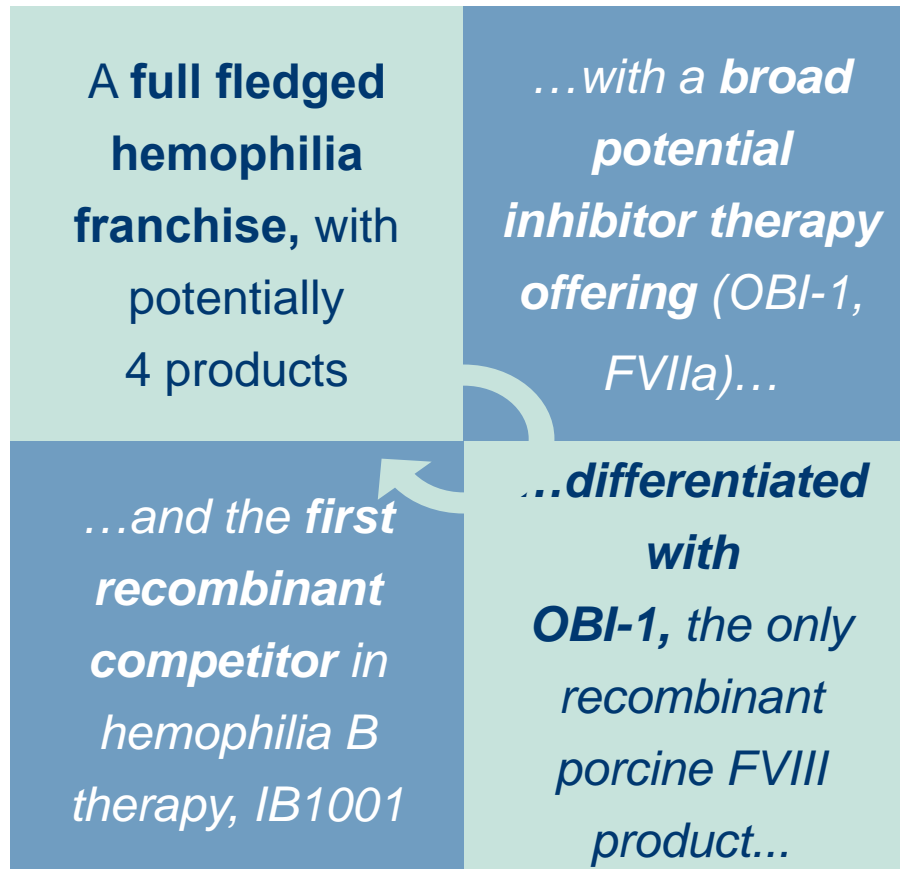 A full fledged
hemophilia
franchise, with
potentially
4 products
…with a broad
potential
inhibitor therapy
offering (OBI-1,
FVIIa)…
…differentiated
with
OBI-1, the only
recombinant
porcine FVIII
product...
…and the first
recombinant
competitor in
hemophilia B
therapy, IB1001